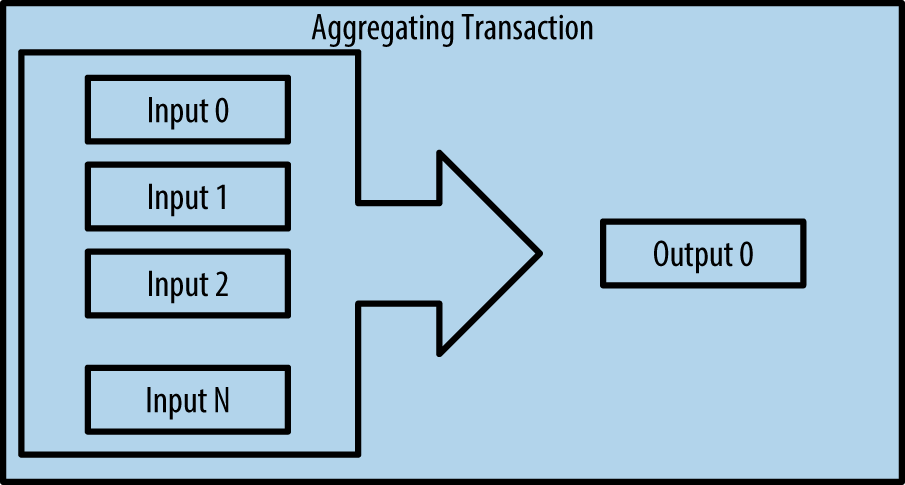 Aggregating Transaction
Input 0
Input 1
Input 2
Input N
Output 0